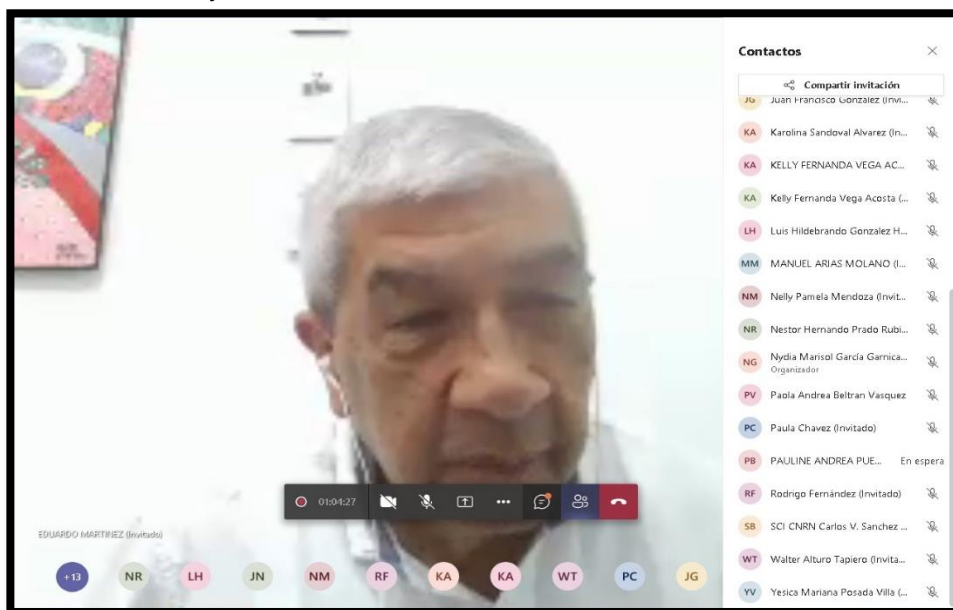 Contactos
Compartir invitación
JG Juan Francisco Gonzalez (Invi...
KA Karolina Sandoval Alvarez (In...
KA KELLY FERNANDA VEGA AC...
KA Kelly Fernanda Vega Acosta (...
LH Luis Hildebrando Gonzalez H...
MM MANUEL ARIAS MOLANO (I...
NM Nelly Pamela Mendoza (Invit...
NR Nestor Hernando Prado Rubi...
NG Nydia Marisol García Garnica...
Organizador
PV Paola Andrea Beltran Vasquez
PC Paula Chavez (Invitado)
PB PAULINE ANDREA PUE... En espera
RF Rodrigo Fernández (Invitado)
SB SCI CNRN Carlos V. Sanchez ...
WT Walter Alturo Tapiero (Invita...
YV Yesica Mariana Posada Villa (...
01:04:27
EDUARDO MARTINEZ (Invitado)
+13 NR LH JN NM RF KA KA WT PC JG